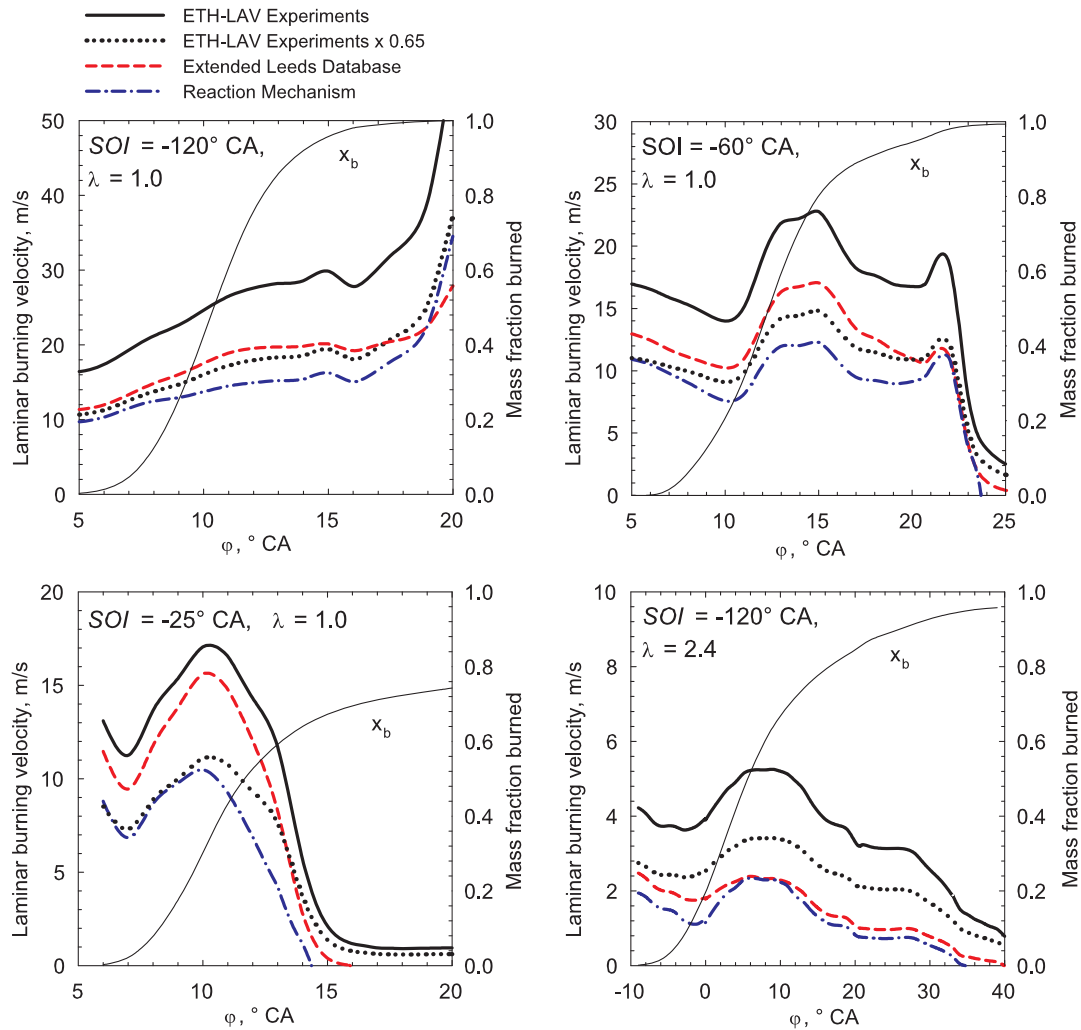 ETH-LAV Experiments
ETH-LAV Experiments x 0.65
Extended Leeds Database
Reaction Mechanism
50
40
30
20
10
0
Laminar burning velocity, m/s
SOI = -120° CA,
λ = 1.0
x_b
1.0
0.8
0.6
0.4
0.2
0.0
Mass fraction burned
5 10 15 20
φ, ° CA
30
25
20
15
10
5
0
Laminar burning velocity, m/s
SOI = -60° CA,
λ = 1.0
x_b
1.0
0.8
0.6
0.4
0.2
0.0
Mass fraction burned
5 10 15 20 25
φ, ° CA
20
15
10
5
0
Laminar burning velocity, m/s
SOI = -25° CA, λ = 1.0
x_b
1.0
0.8
0.6
0.4
0.2
0.0
Mass fraction burned
5 10 15 20
φ, ° CA
10
8
6
4
2
0
Laminar burning velocity, m/s
SOI = -120° CA,
λ = 2.4
x_b
1.0
0.8
0.6
0.4
0.2
0.0
Mass fraction burned
-10 0 10 20 30 40
φ, ° CA